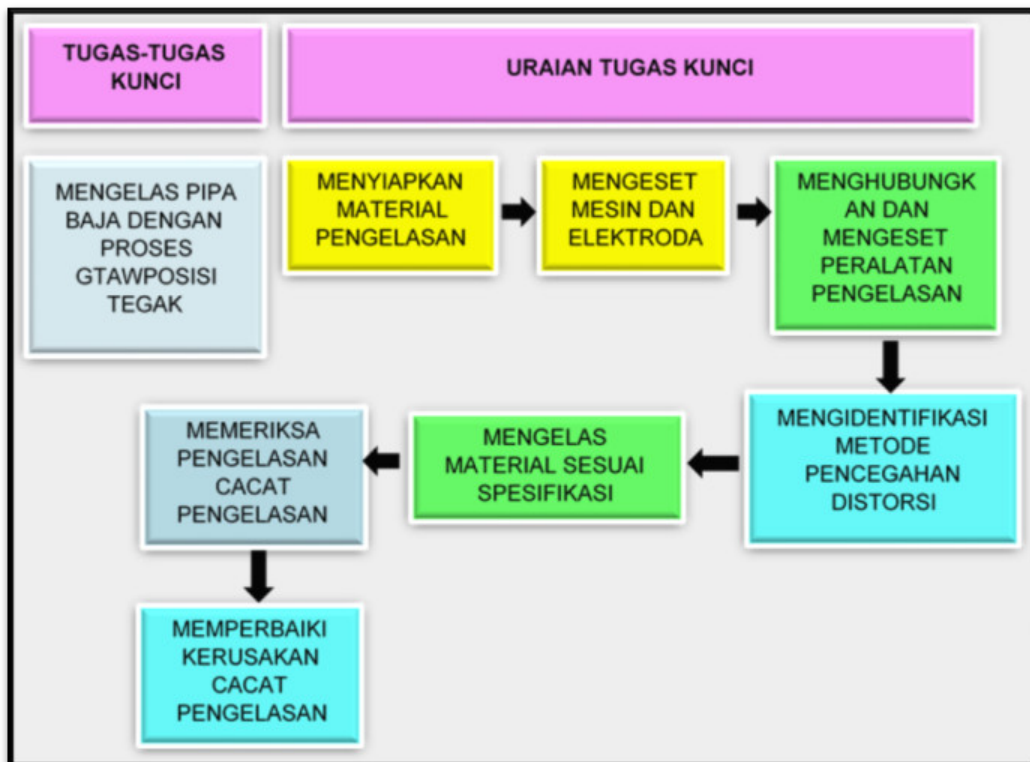 TUGAS-TUGAS
KUNCI
URAIAN TUGAS KUNCI
MENGELAS PIPA
BAJA DENGAN
PROSES
GTAWPOSISI
TEGAK
MENYIAPKAN
MATERIAL
PENGELASAN
MENGESET
MESIN DAN
ELEKTRODA
MENGHUBUNGK
AN DAN
MENGESET
PERALATAN
PENGELASAN
MENGIDENTIFIKASI
METODE
PENCEGAHAN
DISTORSI
MENGELAS
MATERIAL SESUAI
SPESIFIKASI
MEMERIKSA
PENGELASAN
CACAT
PENGELASAN
MEMPERBAIKI
KERUSAKAN
CACAT
PENGELASAN